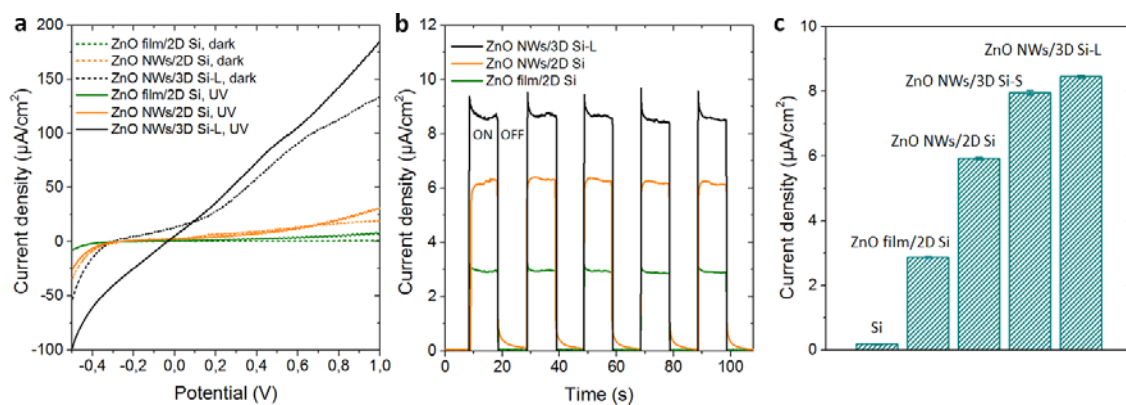 a
200
150
100
50
0
-50
-100
Current density (µA/cm²)
ZnO film/2D Si, dark
ZnO NWs/2D Si, dark
ZnO NWs/3D Si-L, dark
ZnO film/2D Si, UV
ZnO NWs/2D Si, UV
ZnO NWs/3D Si-L, UV
-0,4 -0,2 0,0 0,2 0,4 0,6 0,8 1,0
Potential (V)
b
12
10
8
6
4
2
0
Current density (µA/cm²)
ZnO NWs/3D Si-L
ZnO NWs/2D Si
ZnO film/2D Si
ON OFF
0 20 40 60 80 100
Time (s)
c
10
8
6
4
2
0
Current density (µA/cm²)
ZnO NWs/3D Si-L
ZnO NWs/3D Si-S
ZnO NWs/2D Si
ZnO film/2D Si
Si